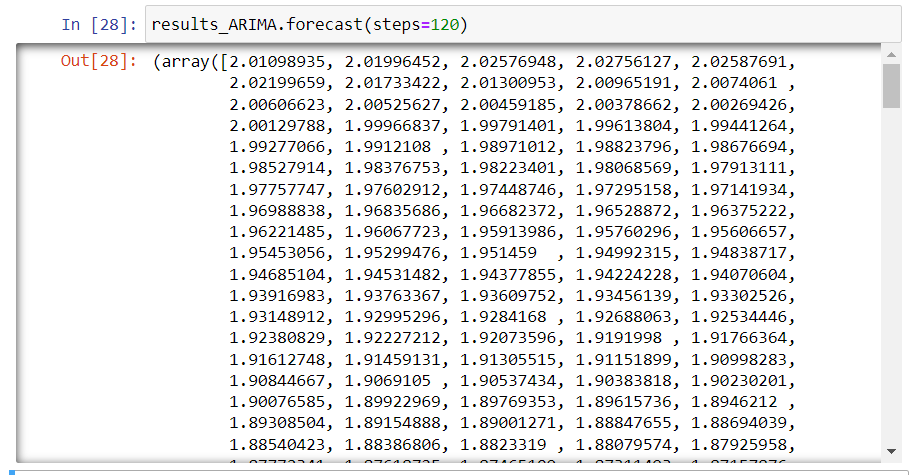 In [28]: results_ARIMA.forecast(steps=120)
Out[28]: (array([2.01098935, 2.01996452, 2.02576948, 2.02756127, 2.02587691,
2.02199659, 2.01733422, 2.01300953, 2.00965191, 2.0074061 ,
2.00606623, 2.00525627, 2.00459185, 2.00378662, 2.00269426,
2.00129788, 1.99966837, 1.99791401, 1.99613804, 1.99441264,
1.99277066, 1.9912108 , 1.98971012, 1.98823796, 1.98676694,
1.98527914, 1.98376753, 1.98223401, 1.98068569, 1.97913111,
1.97757747, 1.97602912, 1.97448746, 1.97295158, 1.97141934,
1.96988838, 1.96835686, 1.96682372, 1.96528872, 1.96375222,
1.96221485, 1.96067723, 1.95913986, 1.95760296, 1.95606657,
1.95453056, 1.95299476, 1.951459  , 1.94992315, 1.94838717,
1.94685104, 1.94531482, 1.94377855, 1.94224228, 1.94070604,
1.93916983, 1.93763367, 1.93609752, 1.93456139, 1.93302526,
1.93148912, 1.92995296, 1.9284168 , 1.92688063, 1.92534446,
1.92380829, 1.92227212, 1.92073596, 1.9191998 , 1.91766364,
1.91612748, 1.91459131, 1.91305515, 1.91151899, 1.90998283,
1.90844667, 1.9069105 , 1.90537434, 1.90383818, 1.90230201,
1.90076585, 1.89922969, 1.89769353, 1.89615736, 1.8946212 ,
1.89308504, 1.89154888, 1.89001271, 1.88847655, 1.88694039,
1.88540423, 1.88386806, 1.8823319 , 1.88079574, 1.87925958,